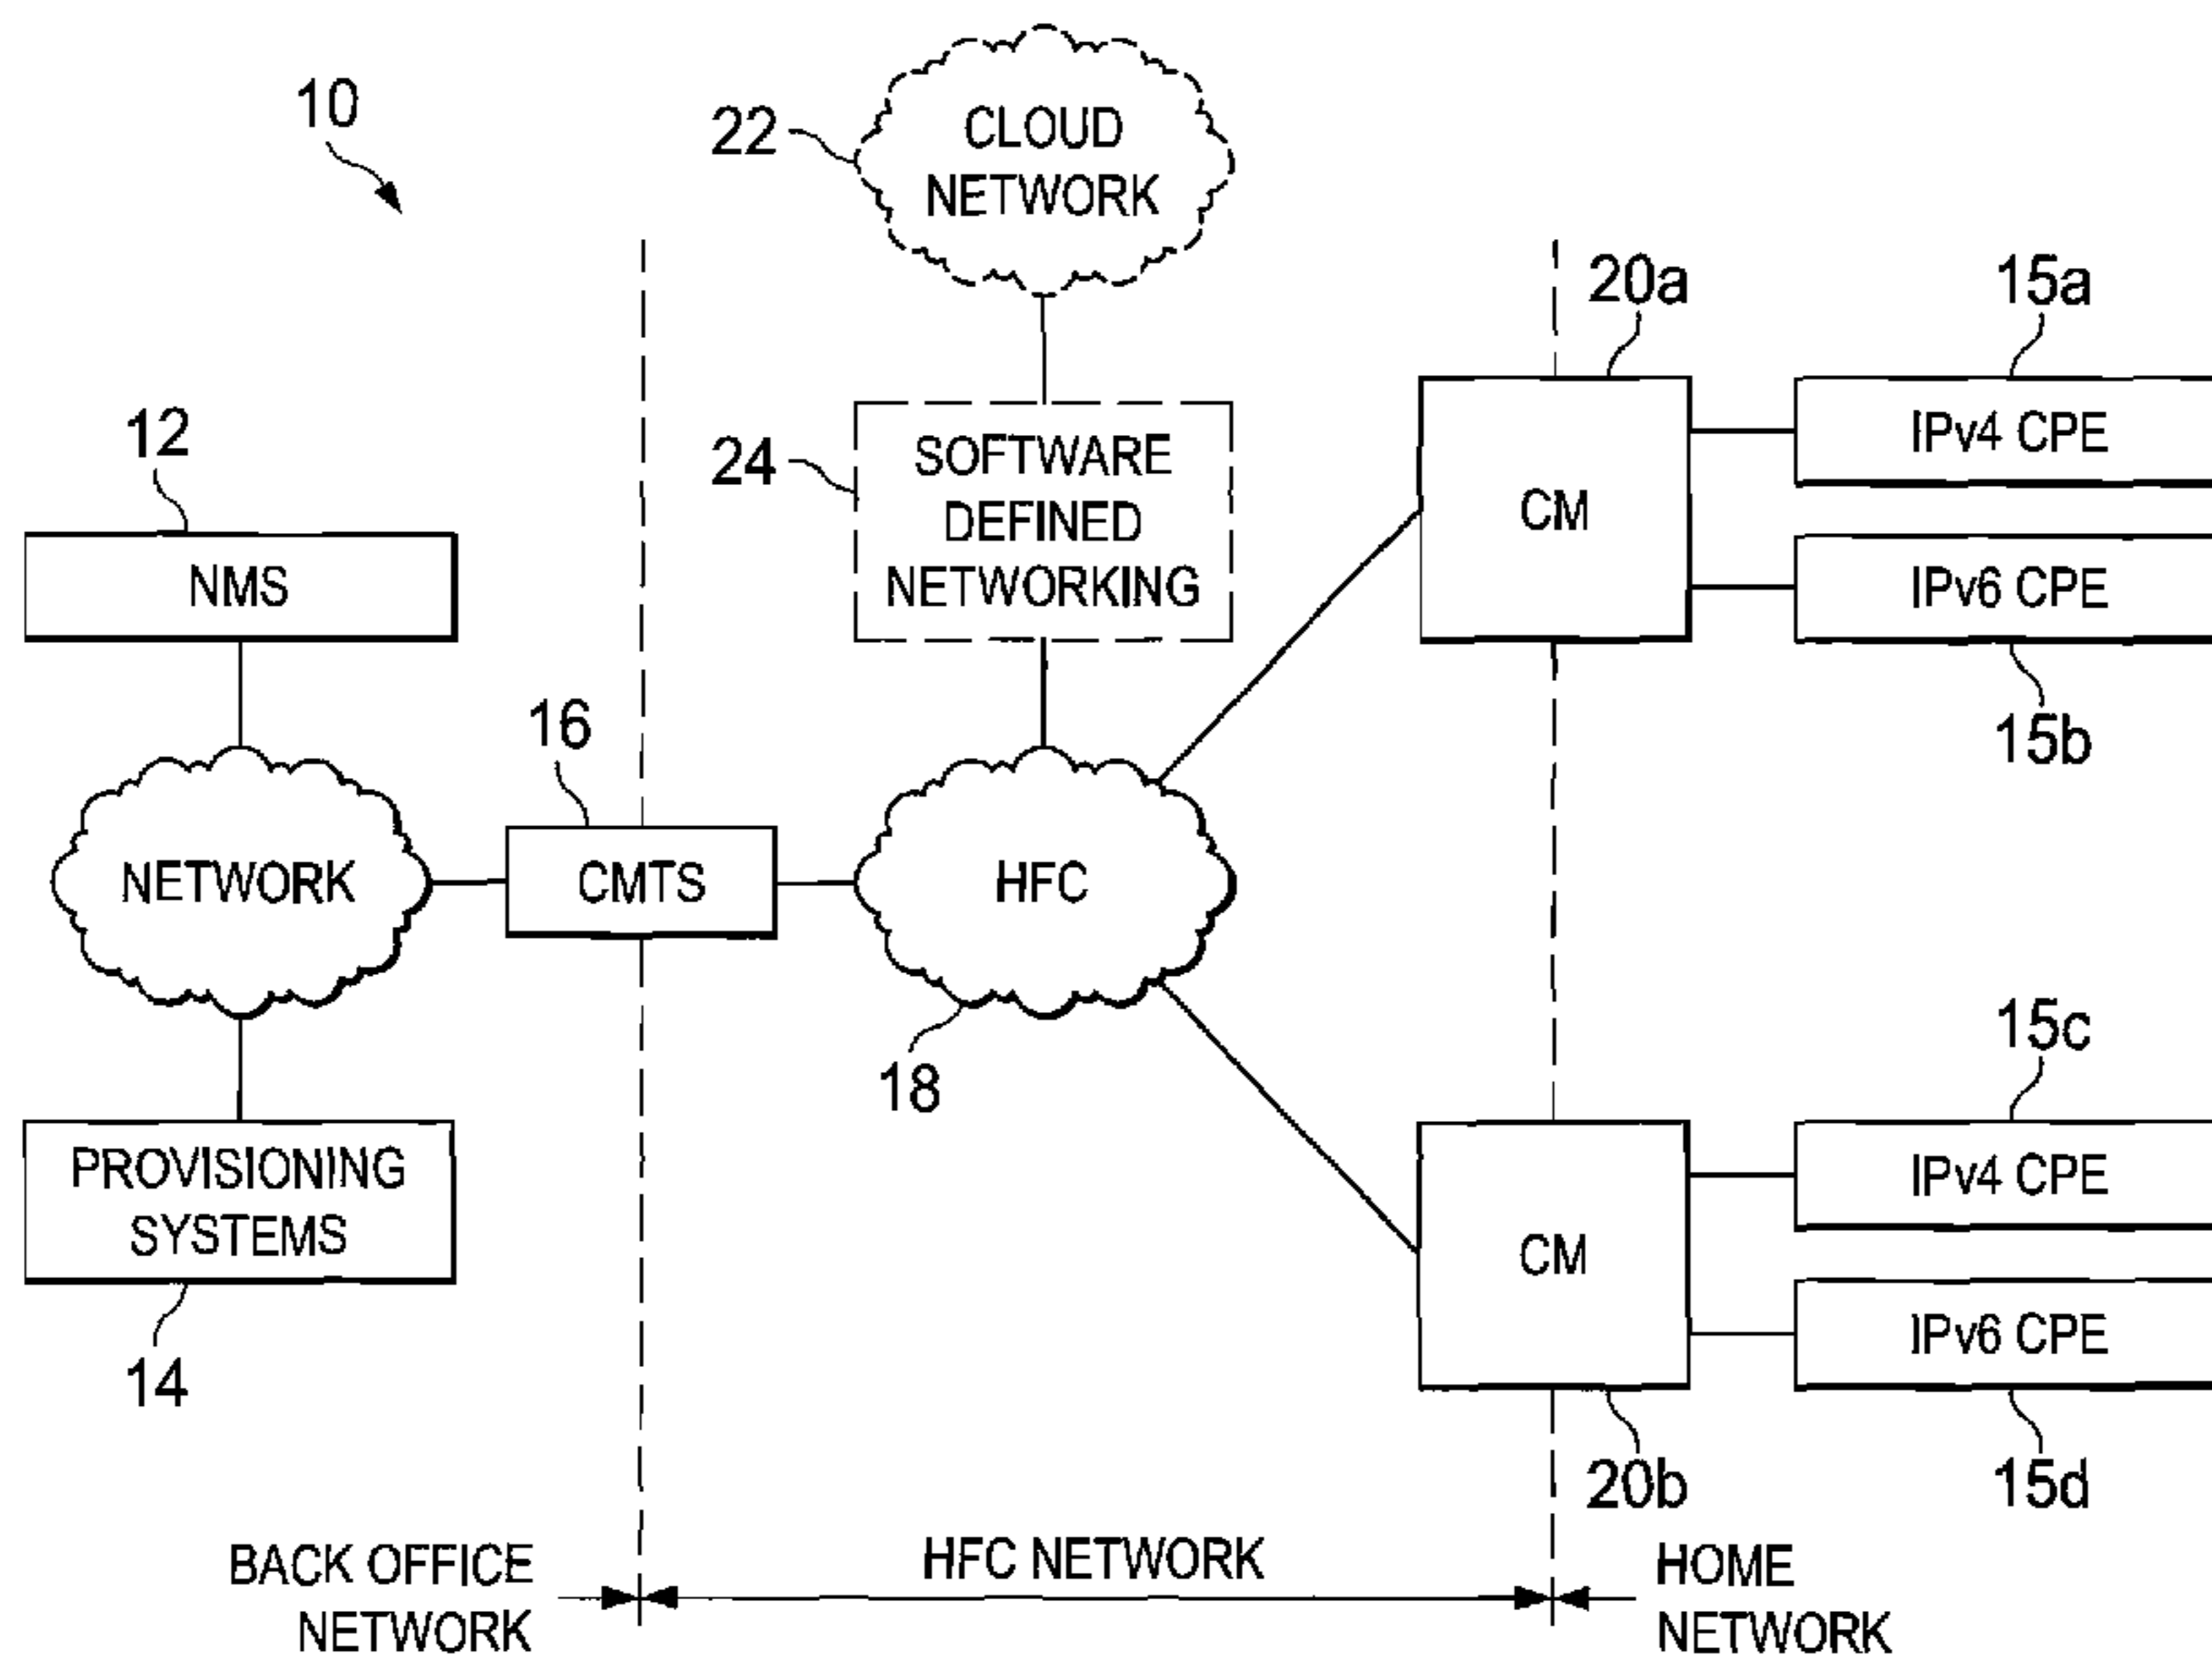 10
22
CLOUD
NETWORK
20a
15a
12
24
SOFTWARE
DEFINED
NETWORKING
CM
IPv4 CPE
NMS
IPv6 CPE
16
15b
NETWORK
CMTS
HFC
18
15c
PROVISIONING
SYSTEMS
14
CM
IPv4 CPE
IPv6 CPE
20b
15d
BACK OFFICE
NETWORK
HFC NETWORK
HOME
NETWORK